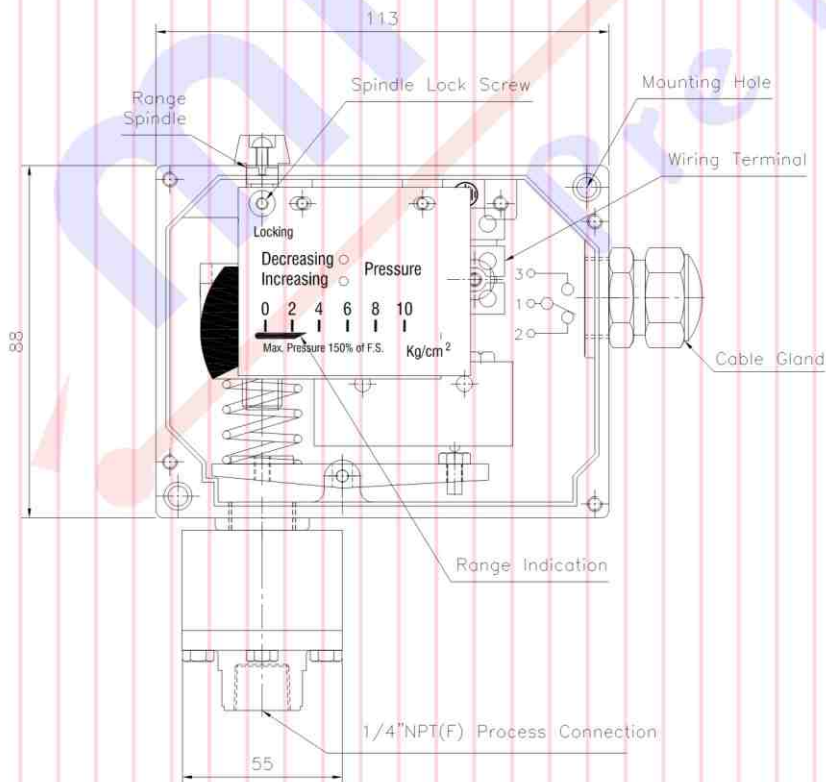 113
Spindle Lock Screw
Mounting Hole
Range
Spindle
Wiring Terminal
Locking
Decreasing
Increasing
Pressure
0 2 4 6 8 10
Max. Pressure 150% of F.S.
Kg/cm²
3
1
2
88
Cable Gland
Range Indication
1/4"NPT(F) Process Connection
55
Pre